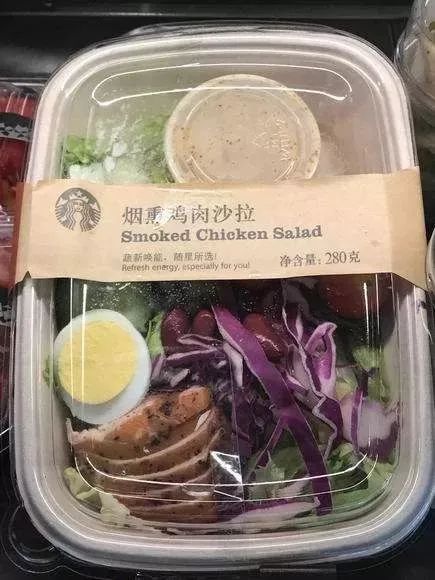 烟熏鸡肉沙拉
Smoked Chicken Salad
蔬新唤能，随星所选!
Refresh energy, especially for you!
净含量: 280克